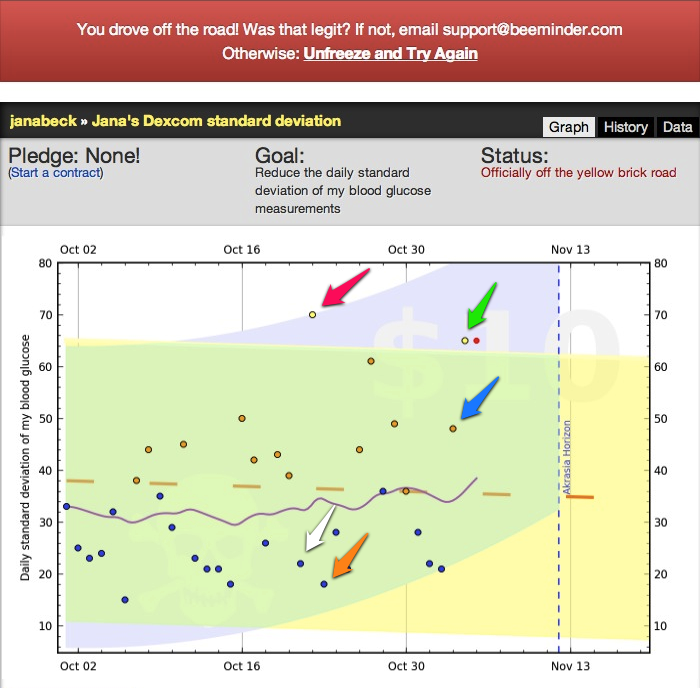 You drove off the road! Was that legit? If not, email support@beeminder.com
Otherwise: Unfreeze and Try Again
janabeck » Jana's Dexcom standard deviation
Graph History Data
Pledge: None!
(Start a contract)
Goal:
Reduce the daily standard
deviation of my blood glucose
measurements
Status:
Officially off the yellow brick road
Oct 02 Oct 16 Oct 30 Nov 13
80 80
70 70
60 60
50 50
40 40
30 30
20 20
10 10
Daily standard deviation of my blood glucose
$10
Akrasia Horizon
Oct 02 Oct 16 Oct 30 Nov 13